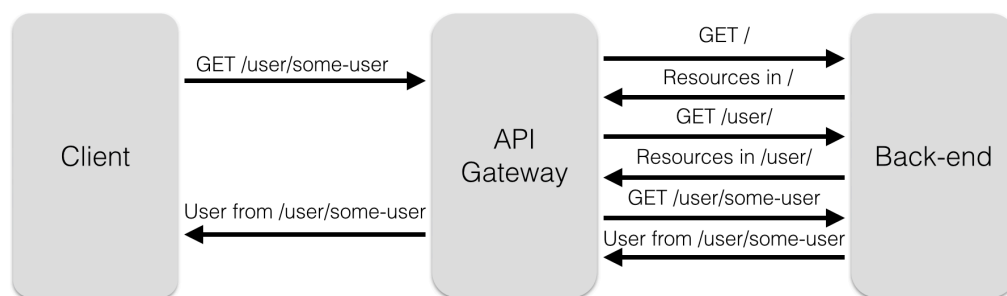 Client
GET /user/some-user
User from /user/some-user
API
Gateway
GET /
Resources in /
GET /user/
Resources in /user/
GET /user/some-user
User from /user/some-user
Back-end